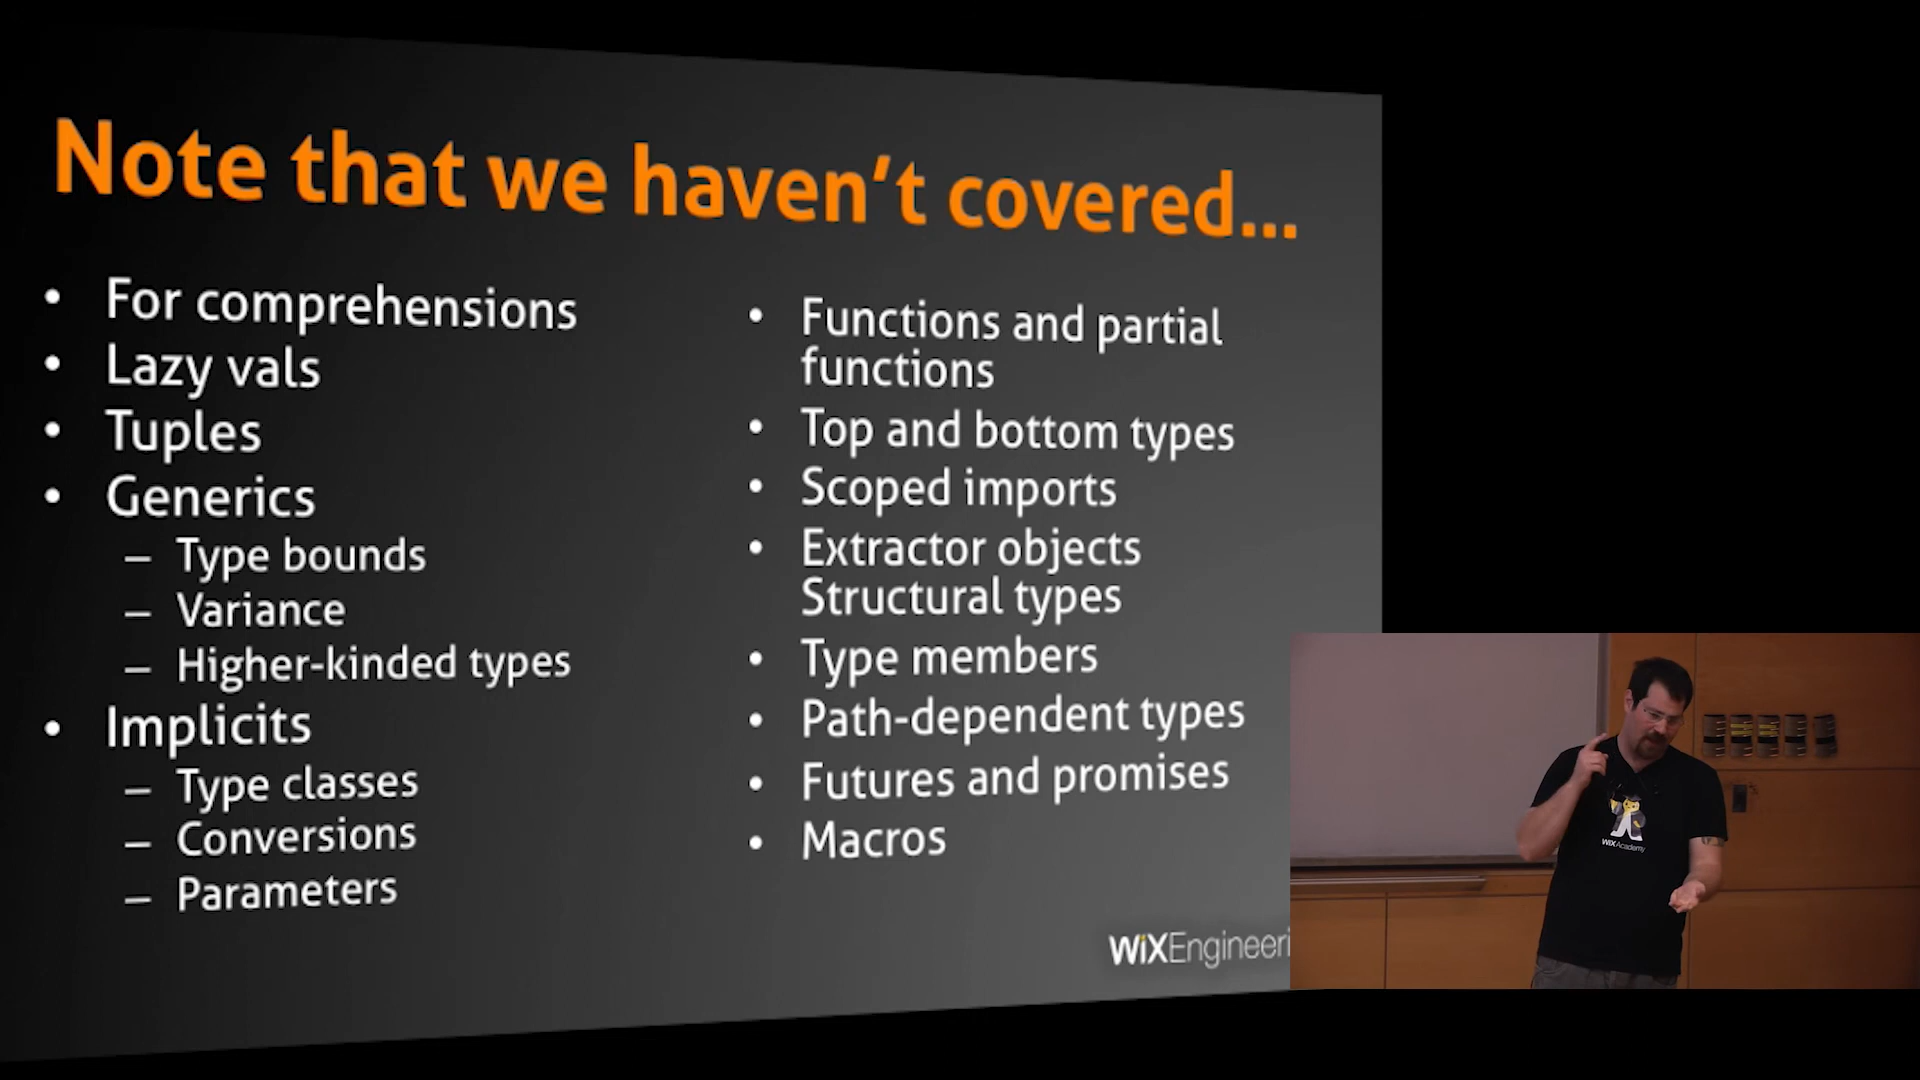 Note that we haven't covered...
• For comprehensions
• Lazy vals
• Tuples
• Generics
– Type bounds
– Variance
– Higher-kinded types
• Implicits
– Type classes
– Conversions
– Parameters
• Functions and partial
functions
• Top and bottom types
• Scoped imports
• Extractor objects
Structural types
• Type members
• Path-dependent types
• Futures and promises
• Macros
WiXEngineeri
WiXAcademy